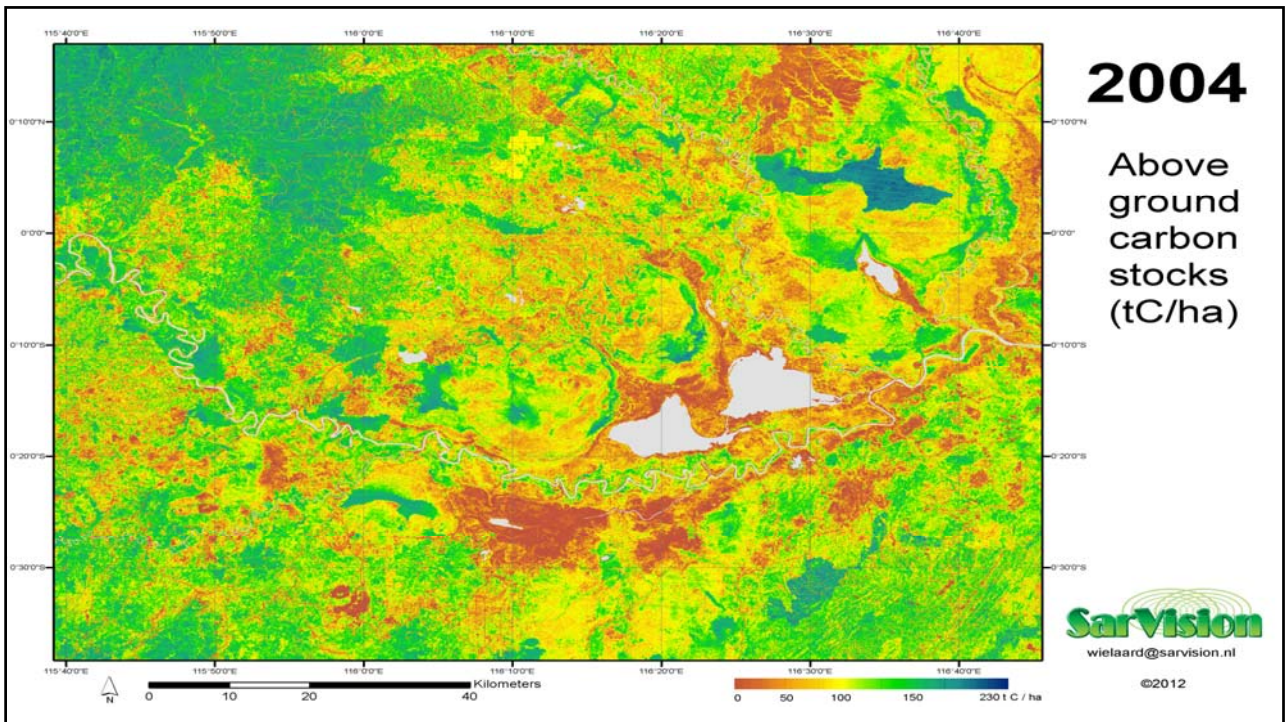 115°40'0"E 115°50'0"E 116°0'0"E 116°10'0"E 116°20'0"E 116°30'0"E 116°40'0"E
2004
Above
ground
carbon
stocks
(tC/ha)
0°10'0"N 0°10'0"N
0°0'0" 0°0'0"
0°10'0"S 0°10'0"S
0°20'0"S 0°20'0"S
0°30'0"S 0°30'0"S
115°40'0"E 115°50'0"E 116°0'0"E 116°10'0"E 116°20'0"E 116°30'0"E 116°40'0"E
N
Kilometers
0 10 20 40
0 50 100 150 230 t C / ha
SarVision
wielaard@sarvision.nl
©2012